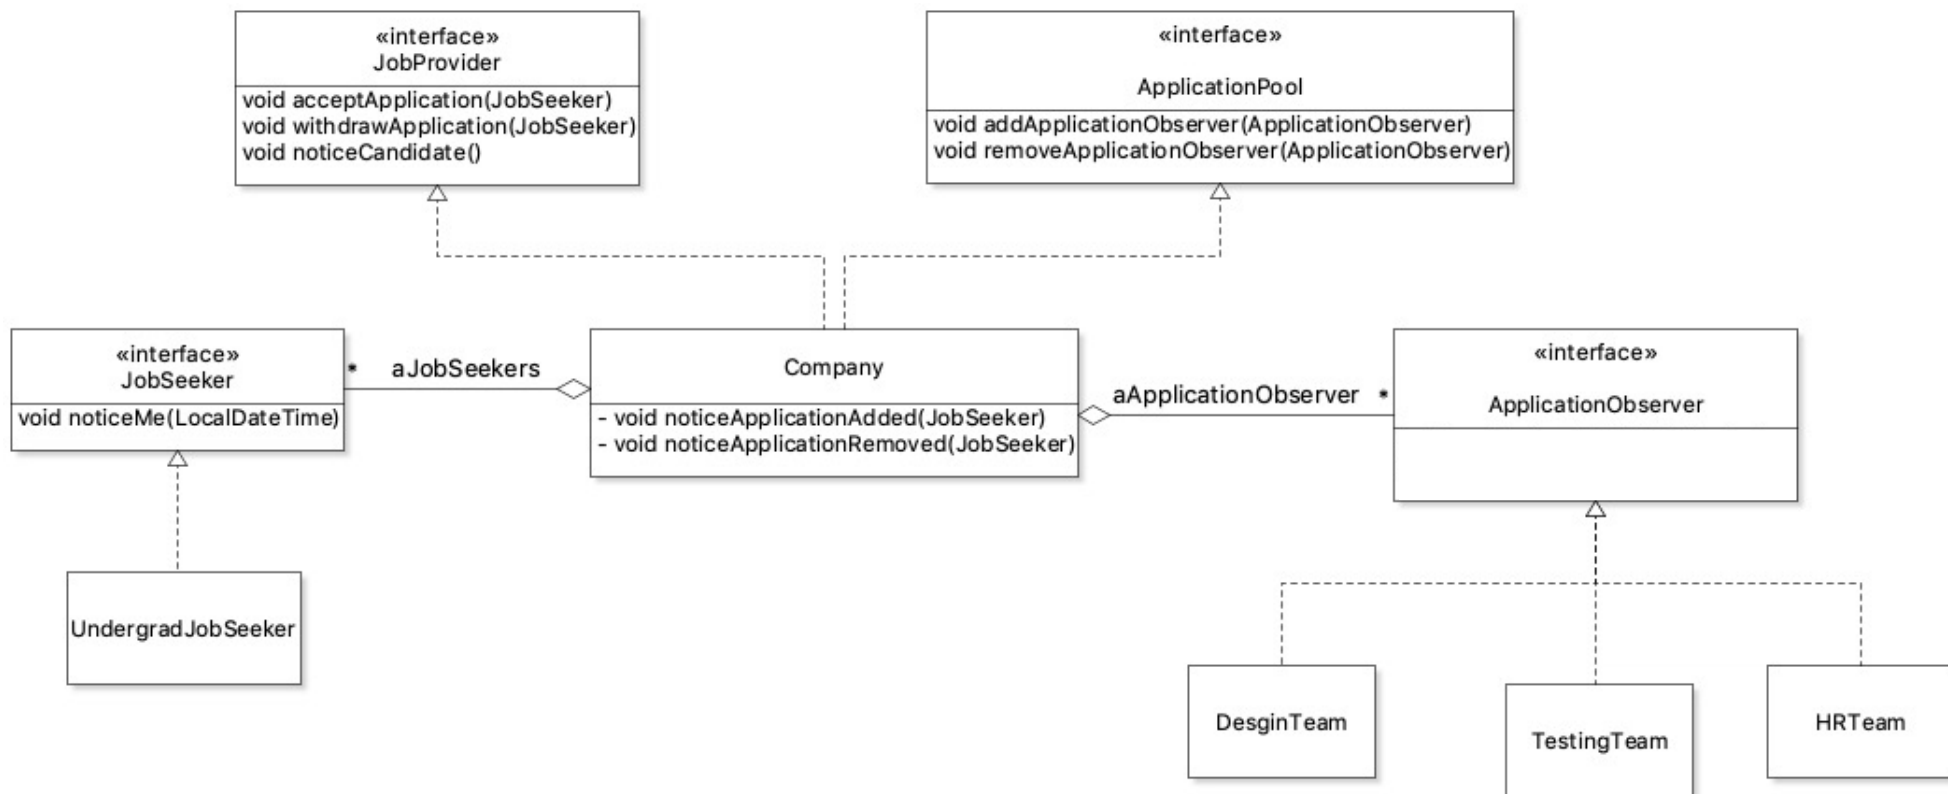 «interface»
JobProvider
void acceptApplication(JobSeeker)
void withdrawApplication(JobSeeker)
void noticeCandidate()
«interface»
ApplicationPool
void addApplicationObserver(ApplicationObserver)
void removeApplicationObserver(ApplicationObserver)
«interface»
JobSeeker
void noticeMe(LocalDateTime)
* aJobSeekers
Company
- void noticeApplicationAdded(JobSeeker)
- void noticeApplicationRemoved(JobSeeker)
aApplicationObserver *
«interface»
ApplicationObserver
UndergradJobSeeker
DesginTeam
TestingTeam
HRTeam